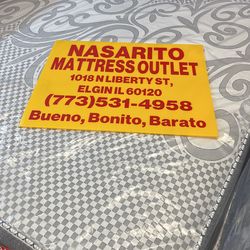 NASARITO
MATTRESS OUTLET
1018 N LIBERTY ST,
ELGIN IL 60120
(773)531-4958
Bueno, Bonito, Barato